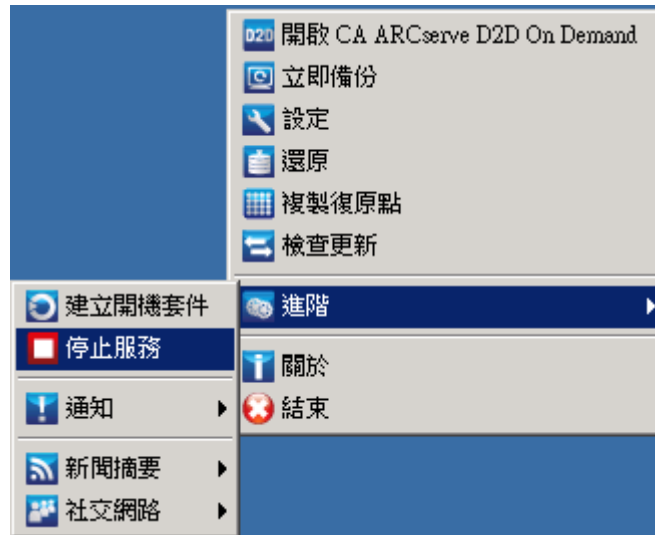 D2D 開啟 CA ARCserve D2D On Demand
立即備份
設定
還原
複製復原點
檢查更新
進階
關於
結束
建立開機套件
停止服務
通知
新聞摘要
社交網路